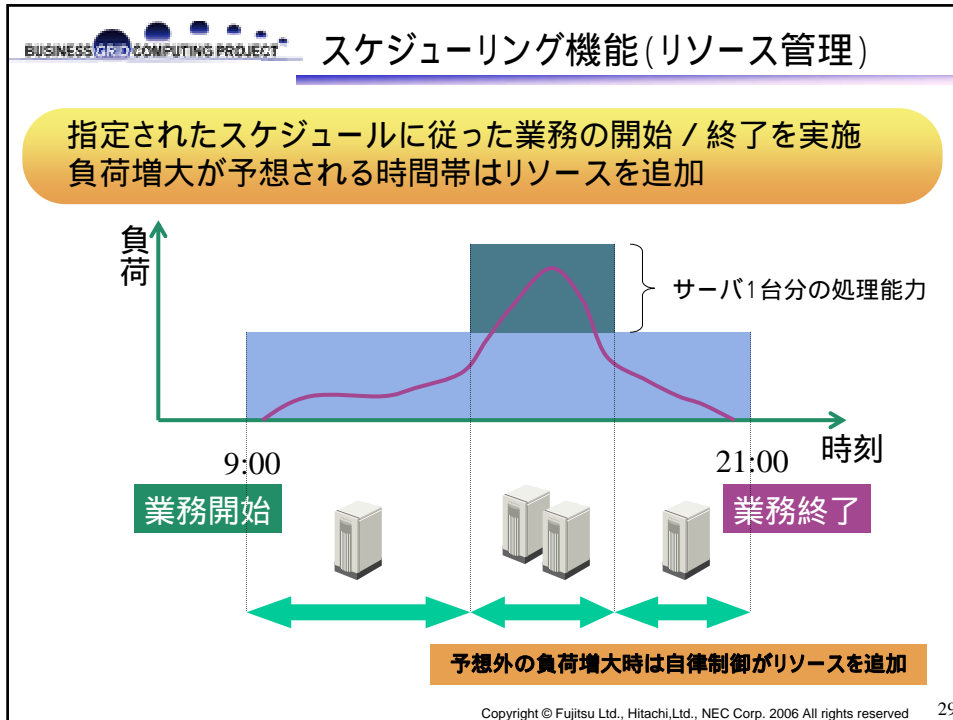 BUSINESS GRID COMPUTING PROJECT
スケジューリング機能(リソース管理)
指定されたスケジュールに従った業務の開始/終了を実施
負荷増大が予想される時間帯はリソースを追加
負荷
サーバ1台分の処理能力
時刻
9:00
21:00
業務開始
業務終了
予想外の負荷増大時は自律制御がリソースを追加
Copyright © Fujitsu Ltd., Hitachi,Ltd., NEC Corp. 2006 All rights reserved
29